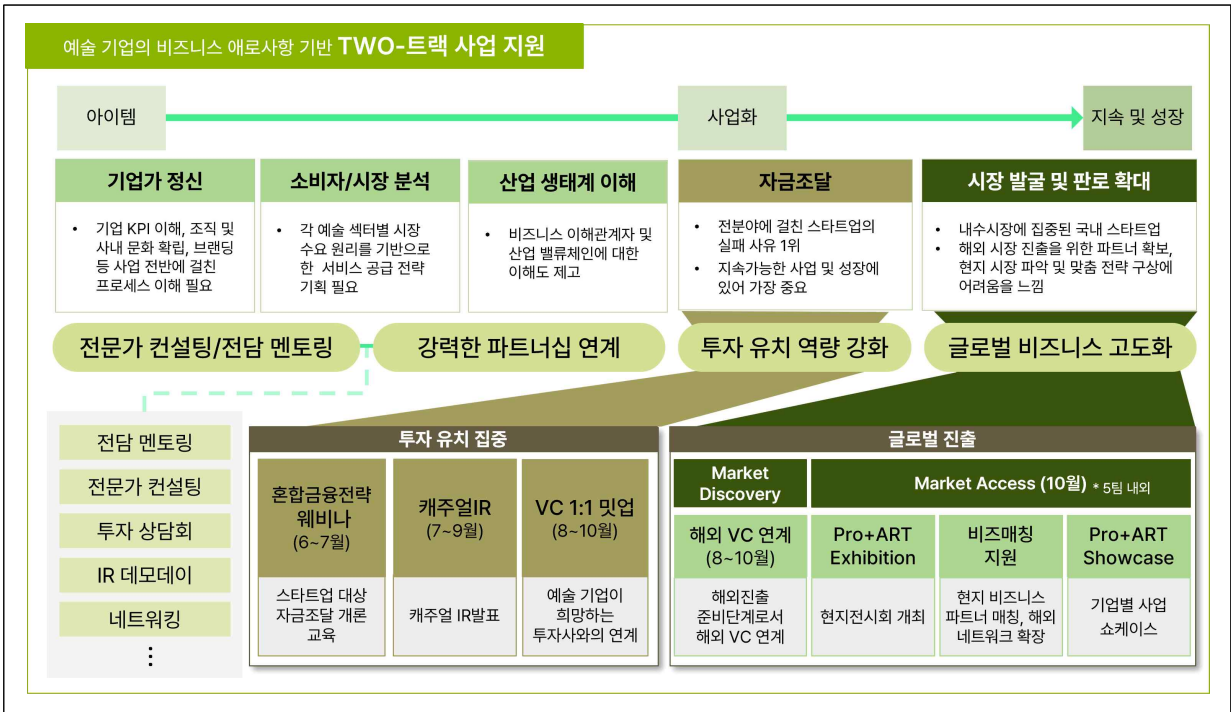 예술 기업의 비즈니스 애로사항 기반 TWO-트랙 사업 지원
아이템
사업화
지속 및 성장
기업가 정신
• 기업 KPI 이해, 조직 및
사내 문화 확립, 브랜딩
등 사업 전반에 걸친
프로세스 이해 필요
소비자/시장 분석
• 각 예술 섹터별 시장
수요 원리를 기반으로
한 서비스 공급 전략
기획 필요
산업 생태계 이해
• 비즈니스 이해관계자 및
산업 밸류체인에 대한
이해도 제고
자금조달
• 전분야에 걸친 스타트업의
실패 사유 1위
• 지속가능한 사업 및 성장에
있어 가장 중요
시장 발굴 및 판로 확대
• 내수시장에 집중된 국내 스타트업
• 해외 시장 진출을 위한 파트너 확보,
현지 시장 파악 및 맞춤 전략 구상에
어려움을 느낌
전문가 컨설팅/전담 멘토링
강력한 파트너십 연계
투자 유치 역량 강화
글로벌 비즈니스 고도화
전담 멘토링
전문가 컨설팅
투자 상담회
IR 데모데이
네트워킹
⋮
투자 유치 집중
혼합금융전략
웨비나
(6~7월)
스타트업 대상
자금조달 개론
교육
캐주얼IR
(7~9월)
캐주얼 IR발표
VC 1:1 밋업
(8~10월)
예술 기업이
희망하는
투자사와의 연계
글로벌 진출
Market
Discovery
Market Access (10월) * 5팀 내외
해외 VC 연계
(8~10월)
해외진출
준비단계로서
해외 VC 연계
Pro+ART
Exhibition
현지전시회 개최
비즈매칭
지원
현지 비즈니스
파트너 매칭, 해외
네트워크 확장
Pro+ART
Showcase
기업별 사업
쇼케이스